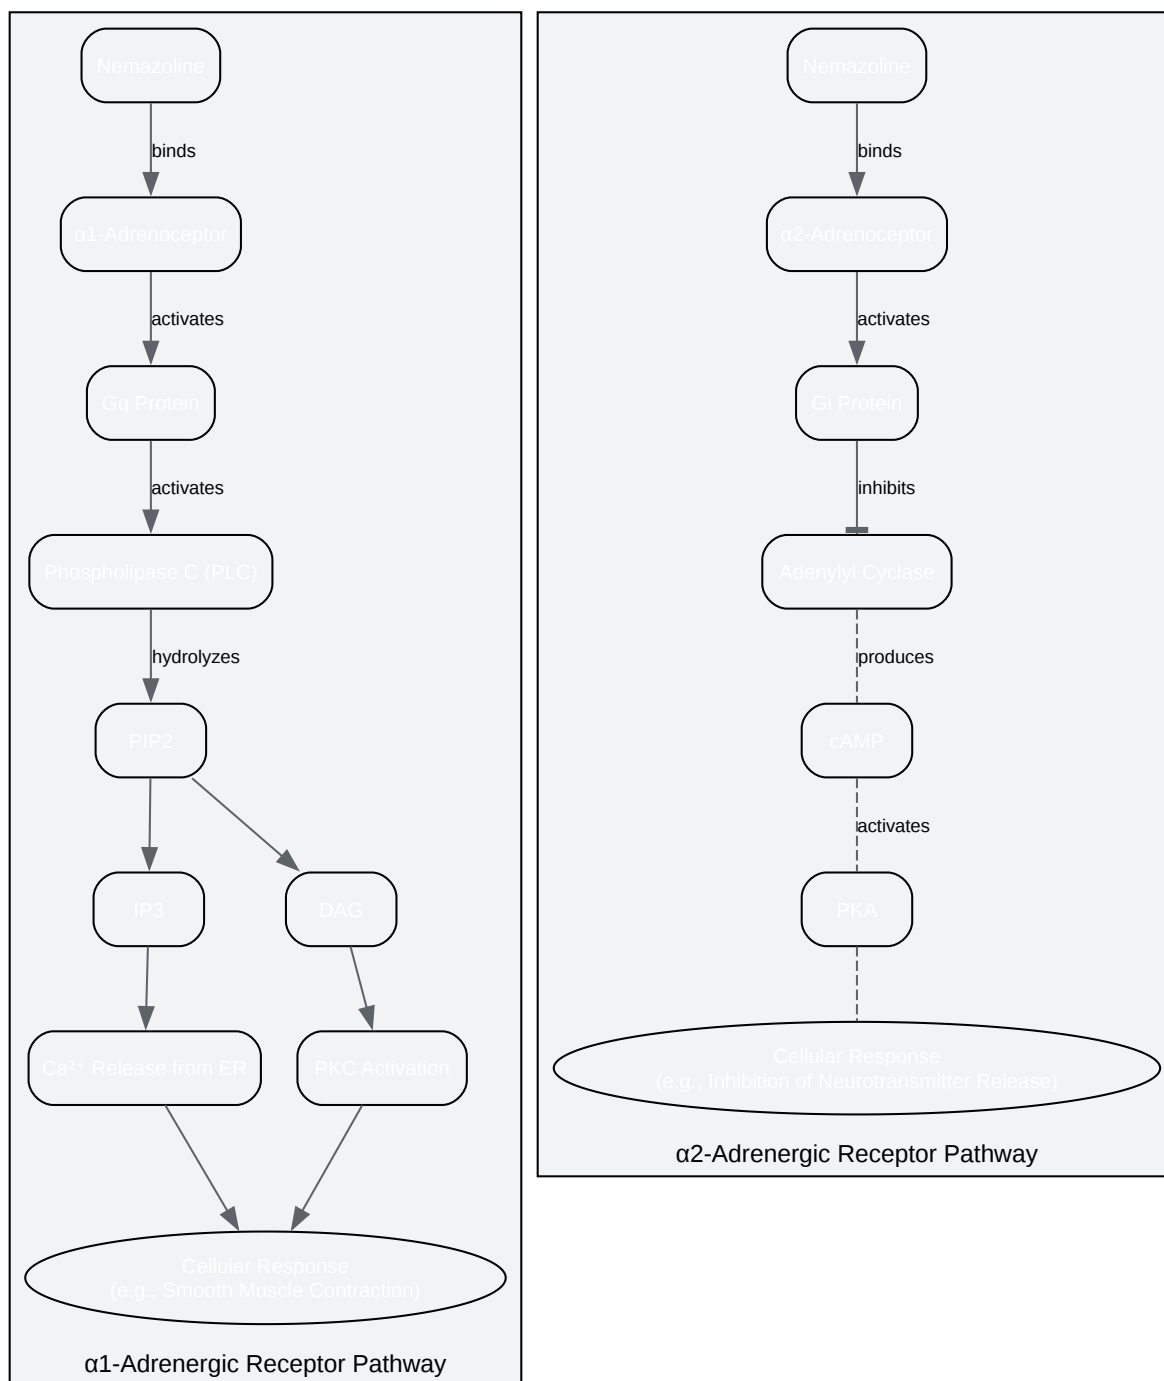 Nemazoline
binds
α1-Adrenoceptor
activates
Gq Protein
activates
Phospholipase C (PLC)
hydrolyzes
PIP2
IP3
DAG
Ca²⁺ Release from ER
PKC Activation
Cellular Response
(e.g., Smooth Muscle Contraction)
α1-Adrenergic Receptor Pathway
Nemazoline
binds
α2-Adrenoceptor
activates
Gi Protein
inhibits
Adenylyl Cyclase
produces
cAMP
activates
PKA
Cellular Response
(e.g., Inhibition of Neurotransmitter Release)
α2-Adrenergic Receptor Pathway